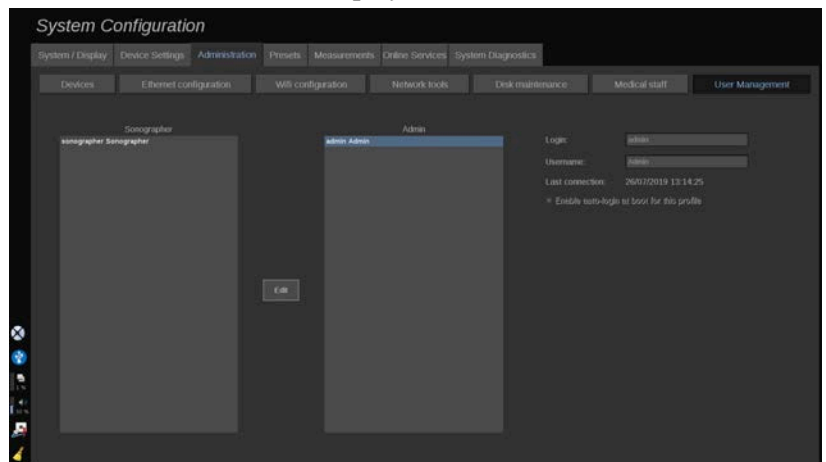 System Configuration
System / Display Device Settings Administration Presets Measurements Online Services System Diagnostics
Devices Ethernet configuration Wifi configuration Network tools Disk maintenance Medical staff User Management
Sonographer Admin
sonographer Sonographer admin Admin
Login: admin
Username: Admin
Last connection: 26/07/2019 13:14:25
Enable auto-login at boot for this profile
Edit